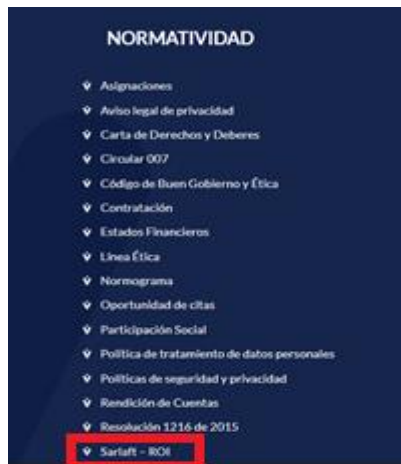 NORMATIVIDAD
Asignaciones
Aviso legal de privacidad
Carta de Derechos y Deberes
Circular 007
Código de Buen Gobierno y Ética
Contratación
Estados Financieros
Línea Ética
Normograma
Oportunidad de citas
Participación Social
Política de tratamiento de datos personales
Políticas de seguridad y privacidad
Rendición de Cuentas
Resolución 1216 de 2015
Sarlaft – ROI